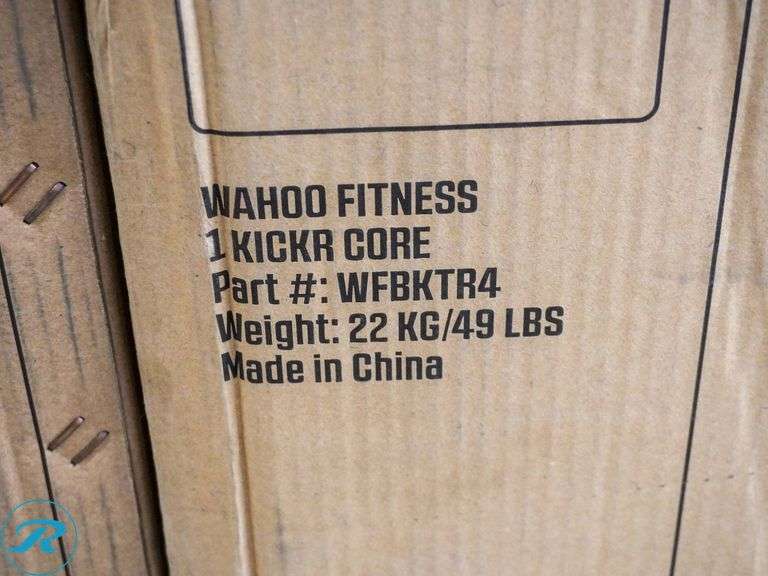 WAHOO FITNESS
1 KICKR CORE
Part #: WFBKTR4
Weight: 22 KG/49 LBS
Made in China
R